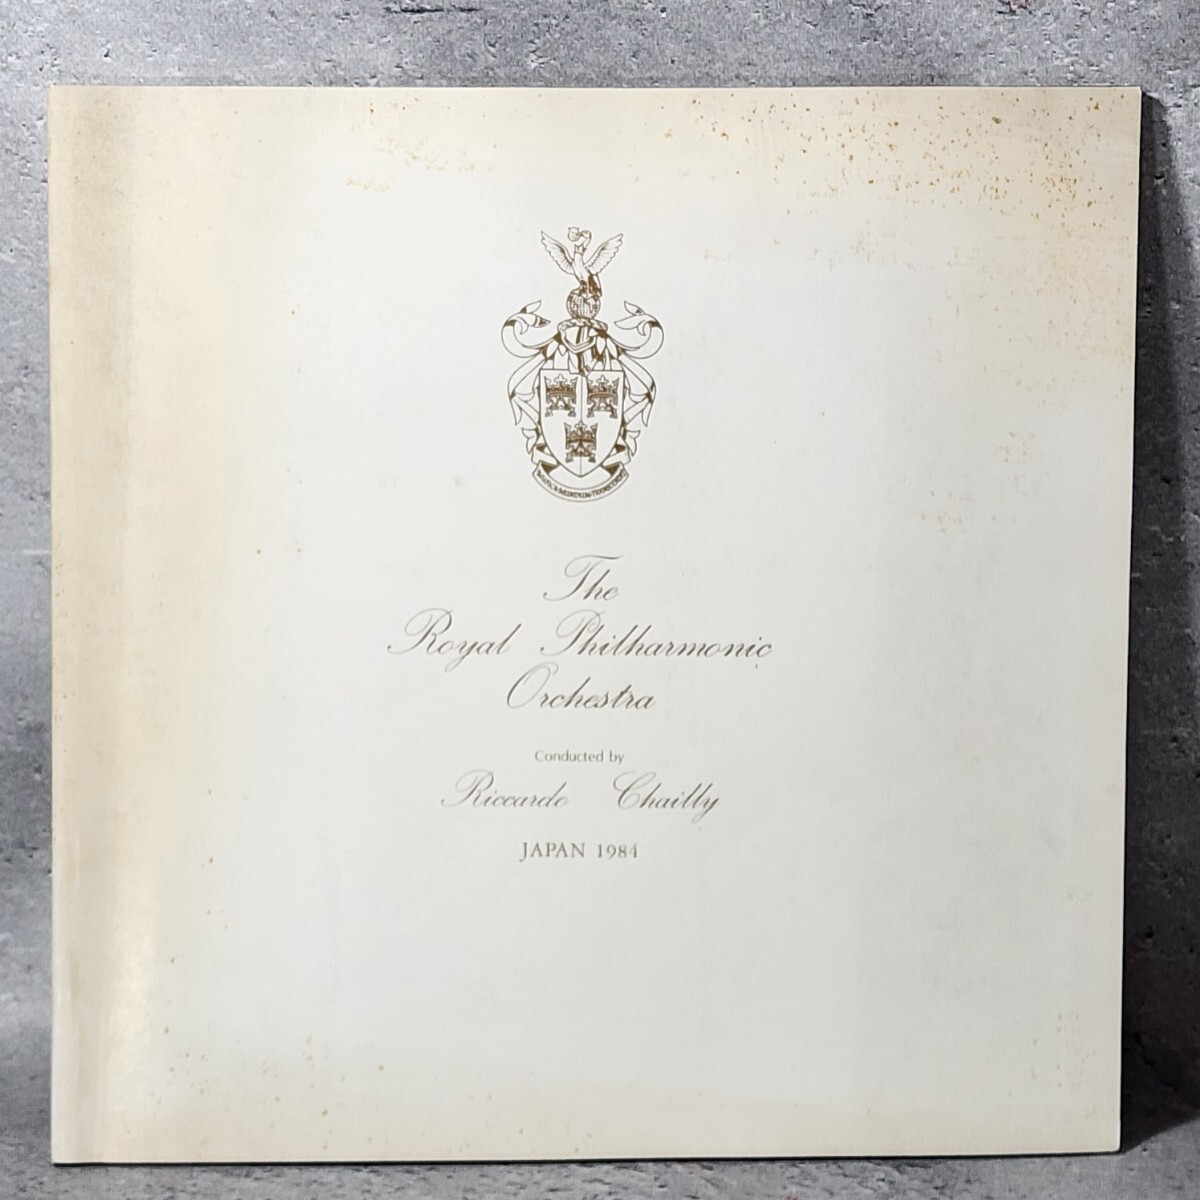 The
Royal Philharmonic
Orchestra
Conducted by
Riccardo Chailly
JAPAN 1984